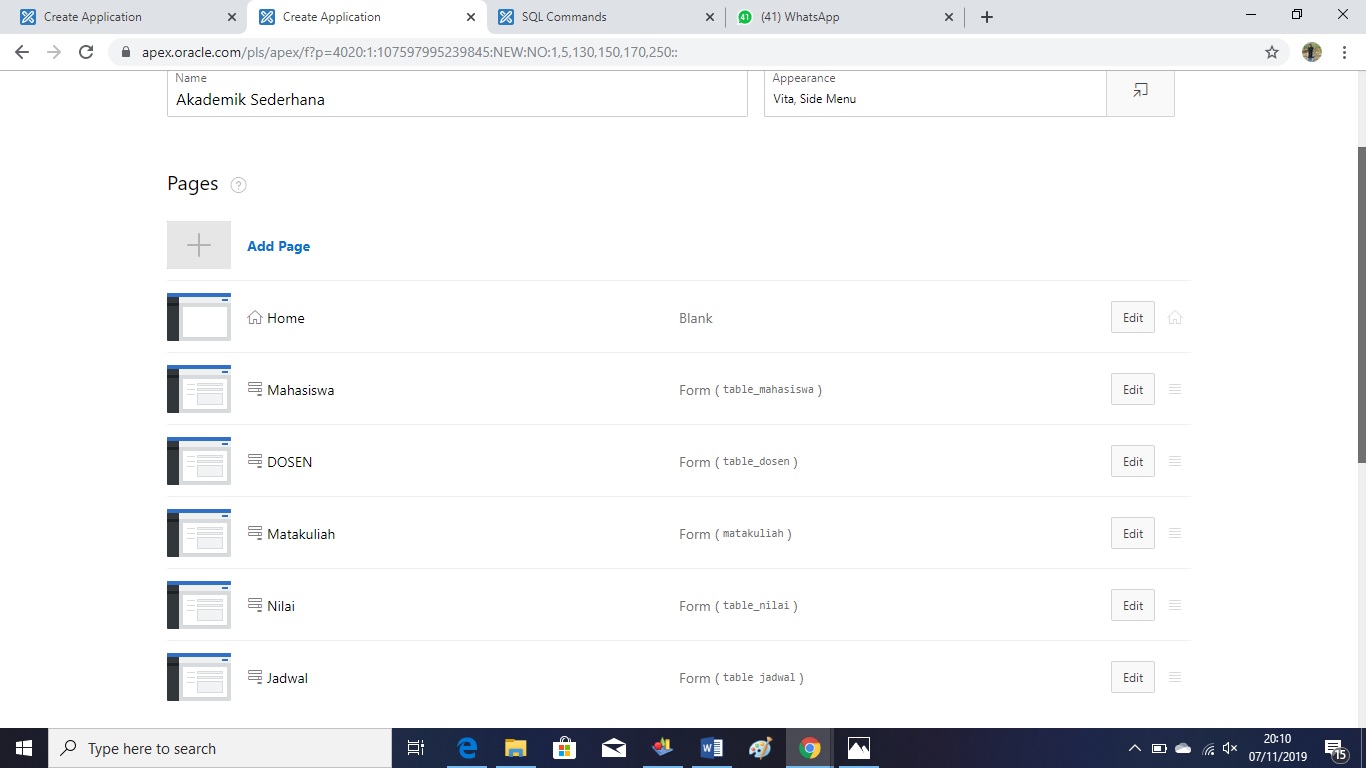 Create Application
Create Application
SQL Commands
(41) WhatsApp
apex.oracle.com/pls/apex/f?p=4020:1:107597995239845:NEW:NO:1,5,130,150,170,250::
Name
Akademik Sederhana
Appearance
Vita, Side Menu
Pages ?
Add Page
Home Blank Edit
Mahasiswa Form ( table_mahasiswa ) Edit
DOSEN Form ( table_dosen ) Edit
Matakuliah Form ( matakuliah ) Edit
Nilai Form ( table_nilai ) Edit
Jadwal Form ( table jadwal ) Edit
Type here to search
20:10
07/11/2019
15